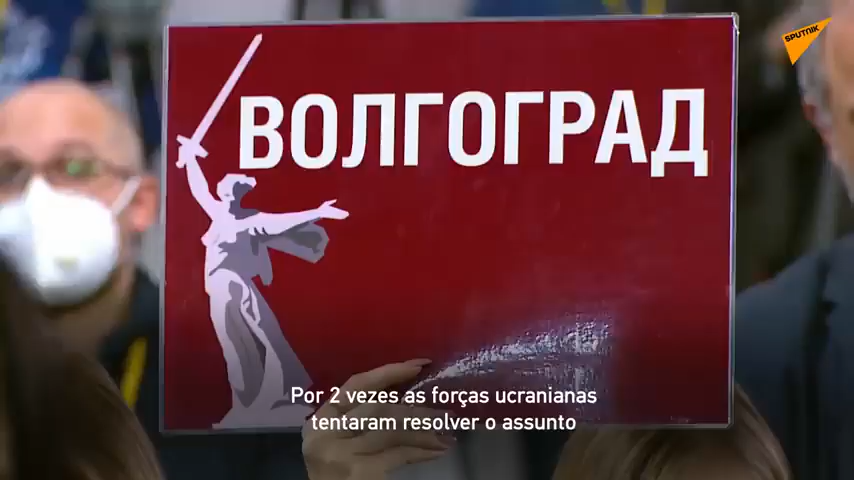 SPUTNIK
ВОЛГОГРАД
Por 2 vezes as forças ucranianas
tentaram resolver o assunto